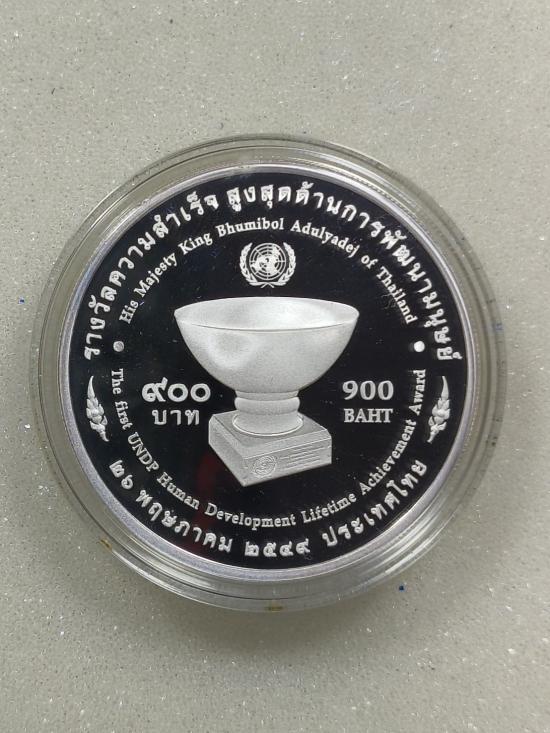 รางวัลความสำเร็จ สูงสุดด้านการพัฒนามนุษย์
His Majesty King Bhumibol Adulyadej of Thailand
๙๐๐
บาท
900
BAHT
The first UNDP Human Development Lifetime Achievement Award
๒๖ พฤษภาคม ๒๕๔๙ ประเทศไทย